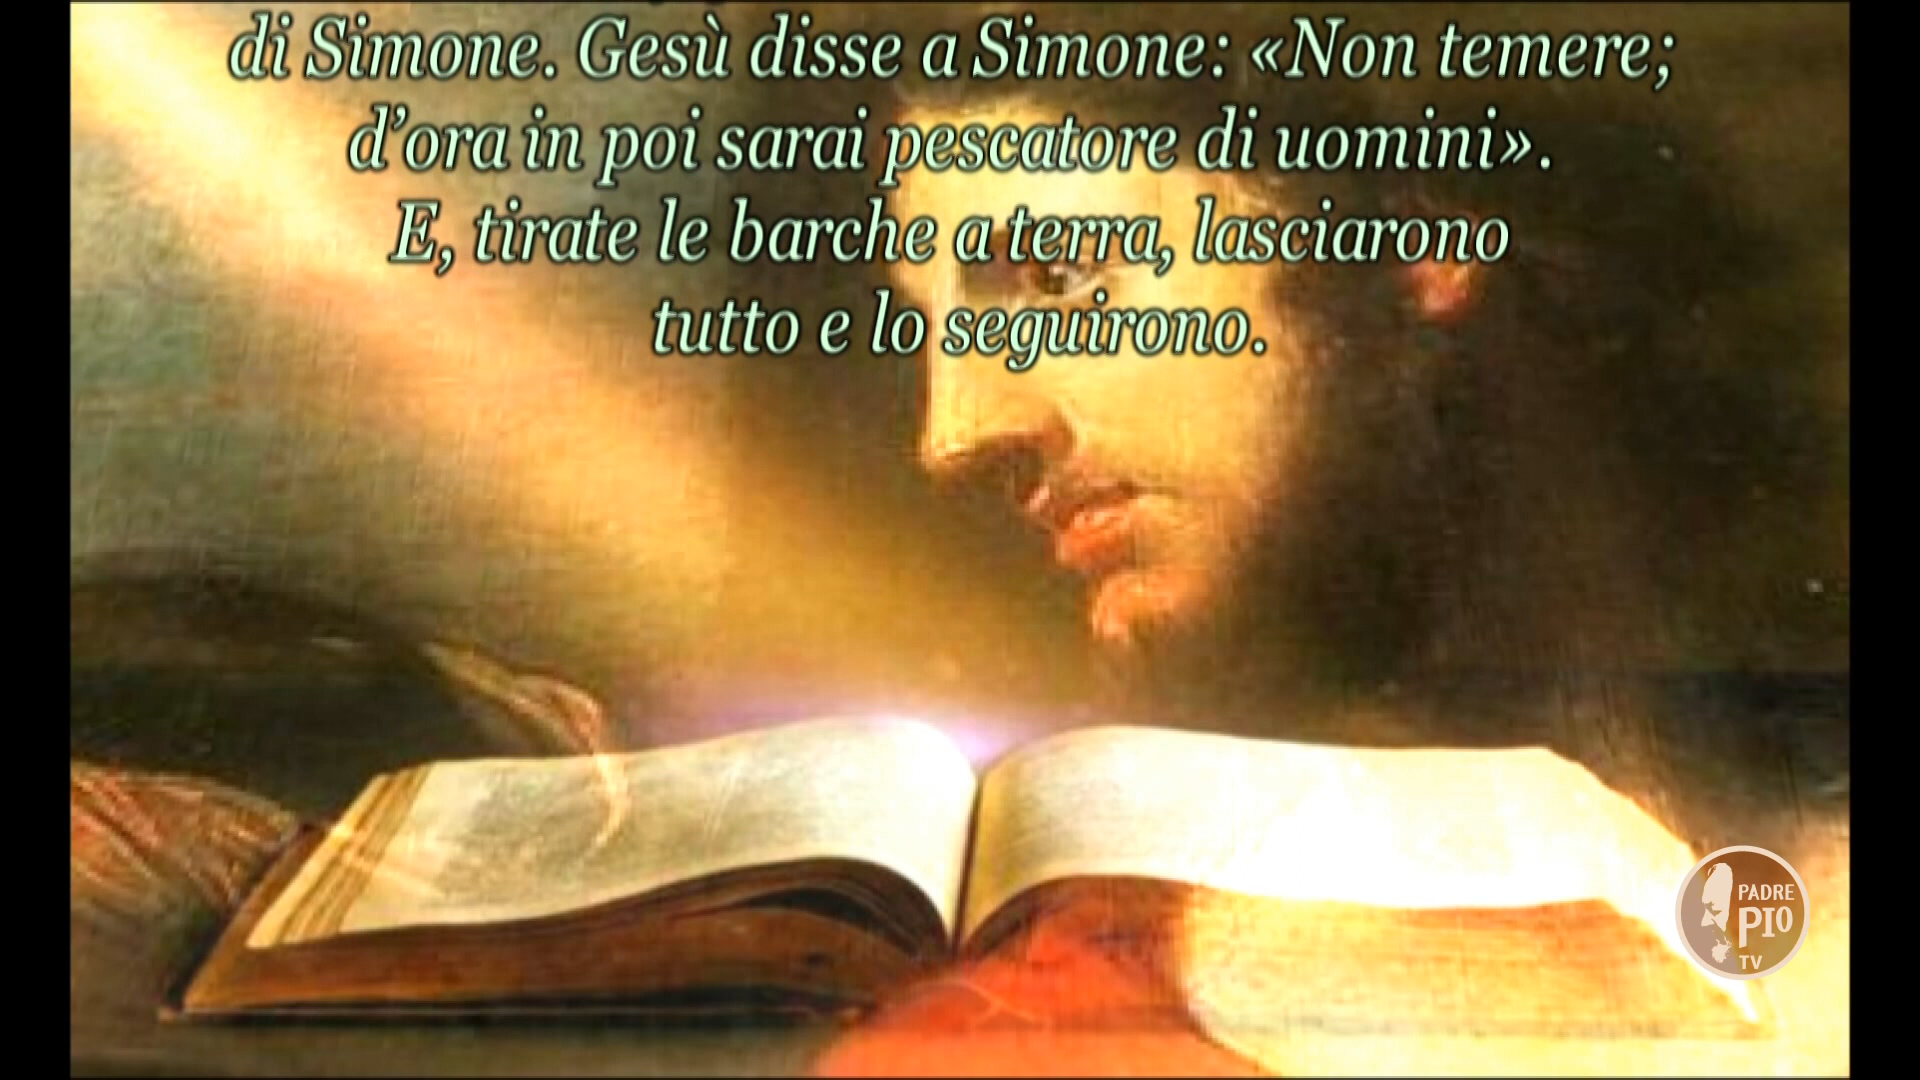 di Simone. Gesù disse a Simone: «Non temere;
d’ora in poi sarai pescatore di uomini».
E, tirate le barche a terra, lasciarono
tutto e lo seguirono.
PADRE
PIO
TV